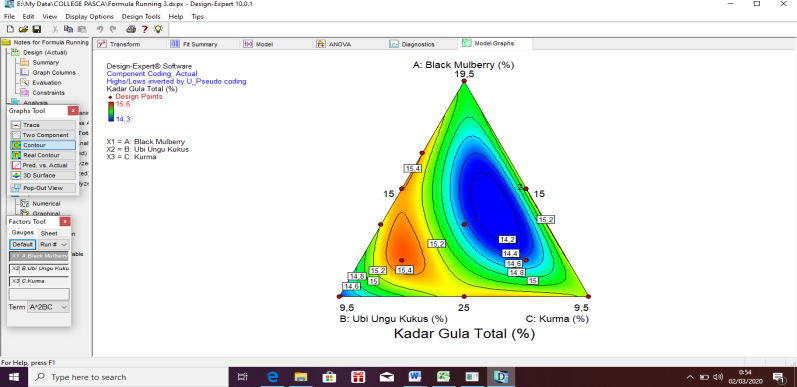 E:\My Data\COLLEGE PASCA\Formula Running 3.dxpx - Design-Expert 10.0.1
File Edit View Display Options Design Tools Help Tips
Notes for Formula Running
Design (Actual)
Summary
Graph Columns
Evaluation
Constraints
Analysis
Transform
Fit Summary
Model
ANOVA
Diagnostics
Model Graphs
Graphs Tool
Trace
Two Component
Contour
Real Contour
Pred. vs. Actual
3D Surface
Pop-Out View
Numerical
Graphical
Factors Tool
Gauges Sheet
Default Run #
X1 A:Black Mulberry
X2 B:Ubi Ungu Kuku
X3 C:Kurma
Term A^2BC
Design-Expert® Software
Component Coding: Actual
Highs/Lows inverted by U_Pseudo coding
Kadar Gula Total (%)
Design Points
15,6
14,3
X1 = A: Black Mulberry
X2 = B: Ubi Ungu Kukus
X3 = C: Kurma
A: Black Mulberry (%)
19.5
15,4
15
2
15
15,2
15,2
14,2
14,4
14,6
14,8
15
15,4
15,2
15
14,8
14,6
9,5
25
9,5
B: Ubi Ungu Kukus (%)
C: Kurma (%)
Kadar Gula Total (%)
For Help, press F1
Type here to search
0:54
02/03/2020